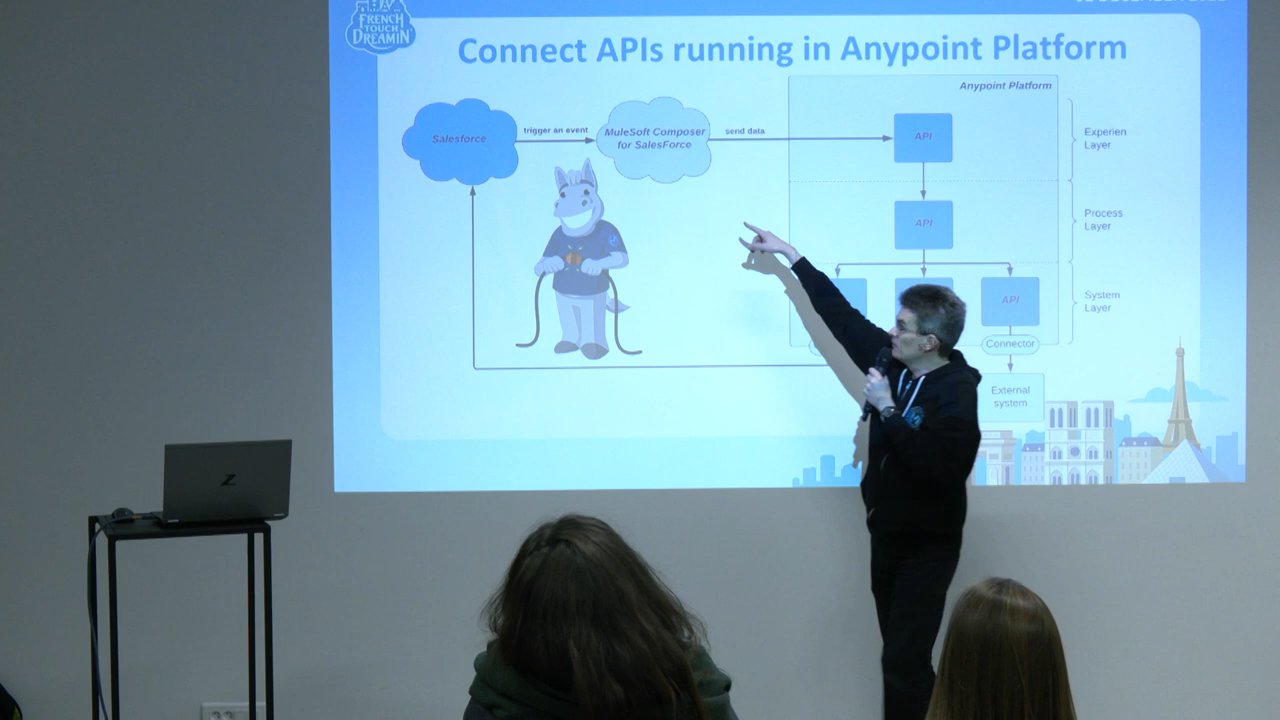 FRENCH
TOUCH
DREAMIN'
Connect APIs running in Anypoint Platform
Anypoint Platform
Salesforce
trigger an event
MuleSoft Composer
for SalesForce
send data
API
Experien
Layer
API
Process
Layer
API
System
Layer
Connector
External
system